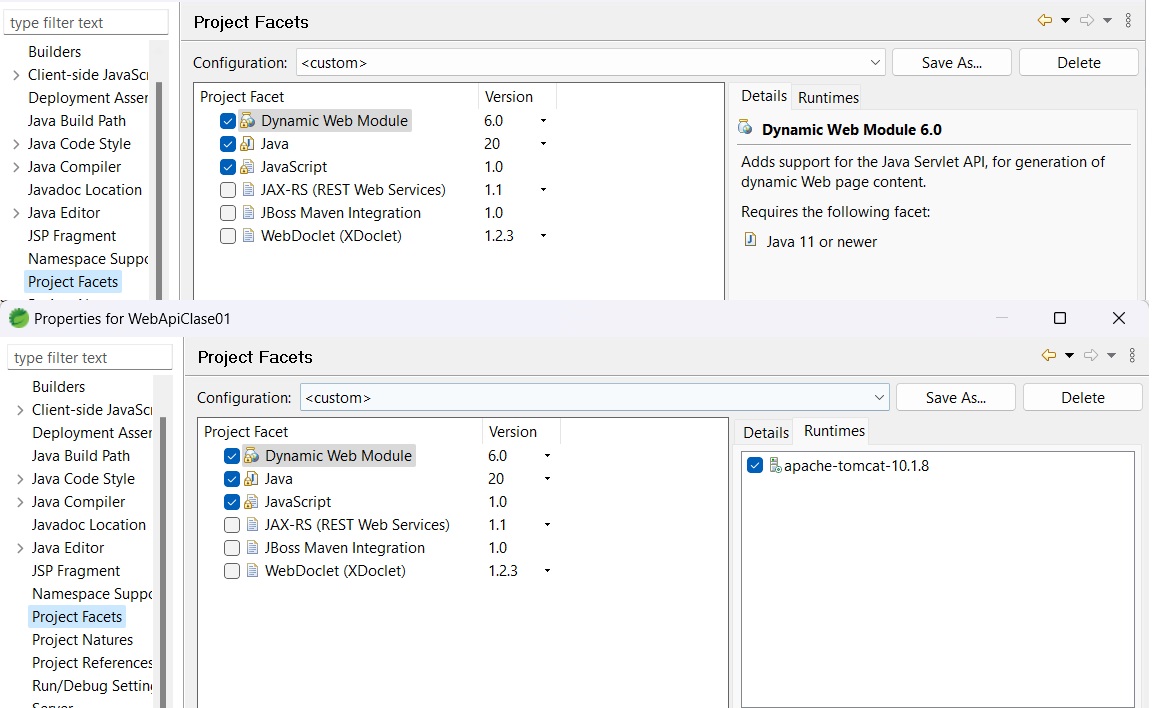 type filter text
Builders
Client-side JavaScr
Deployment Asser
Java Build Path
Java Code Style
Java Compiler
Javadoc Location
Java Editor
JSP Fragment
Namespace Suppo
Project Facets
Project Facets
Configuration: <custom> Save As... Delete
Project Facet Version
Dynamic Web Module 6.0
Java 20
JavaScript 1.0
JAX-RS (REST Web Services) 1.1
JBoss Maven Integration 1.0
WebDoclet (XDoclet) 1.2.3
Details Runtimes
Dynamic Web Module 6.0
Adds support for the Java Servlet API, for generation of
dynamic Web page content.
Requires the following facet:
Java 11 or newer
Properties for WebApiClase01
type filter text
Builders
Client-side JavaScr
Deployment Asser
Java Build Path
Java Code Style
Java Compiler
Javadoc Location
Java Editor
JSP Fragment
Namespace Suppo
Project Facets
Project Natures
Project References
Run/Debug Setting
Server
Project Facets
Configuration: <custom> Save As... Delete
Project Facet Version
Dynamic Web Module 6.0
Java 20
JavaScript 1.0
JAX-RS (REST Web Services) 1.1
JBoss Maven Integration 1.0
WebDoclet (XDoclet) 1.2.3
Details Runtimes
apache-tomcat-10.1.8